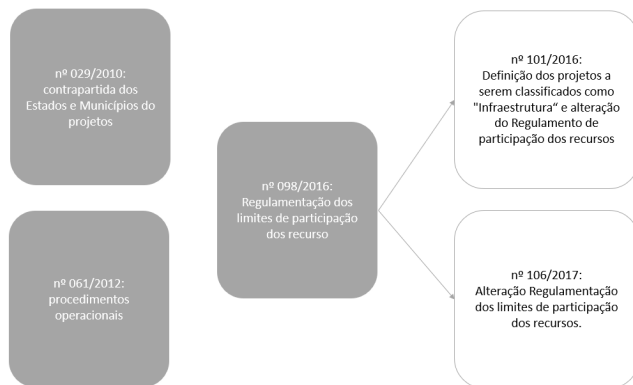 nº 029/2010:
contrapartida dos
Estados e Municípios do
projetos
nº 061/2012:
procedimentos
operacionais
nº 098/2016:
Regulamentação dos
limites de participação
dos recurso
nº 101/2016:
Definição dos projetos a
serem classificados como
"Infraestrutura“ e alteração
do Regulamento de
participação dos recursos
nº 106/2017:
Alteração Regulamentação
dos limites de participação
dos recursos.